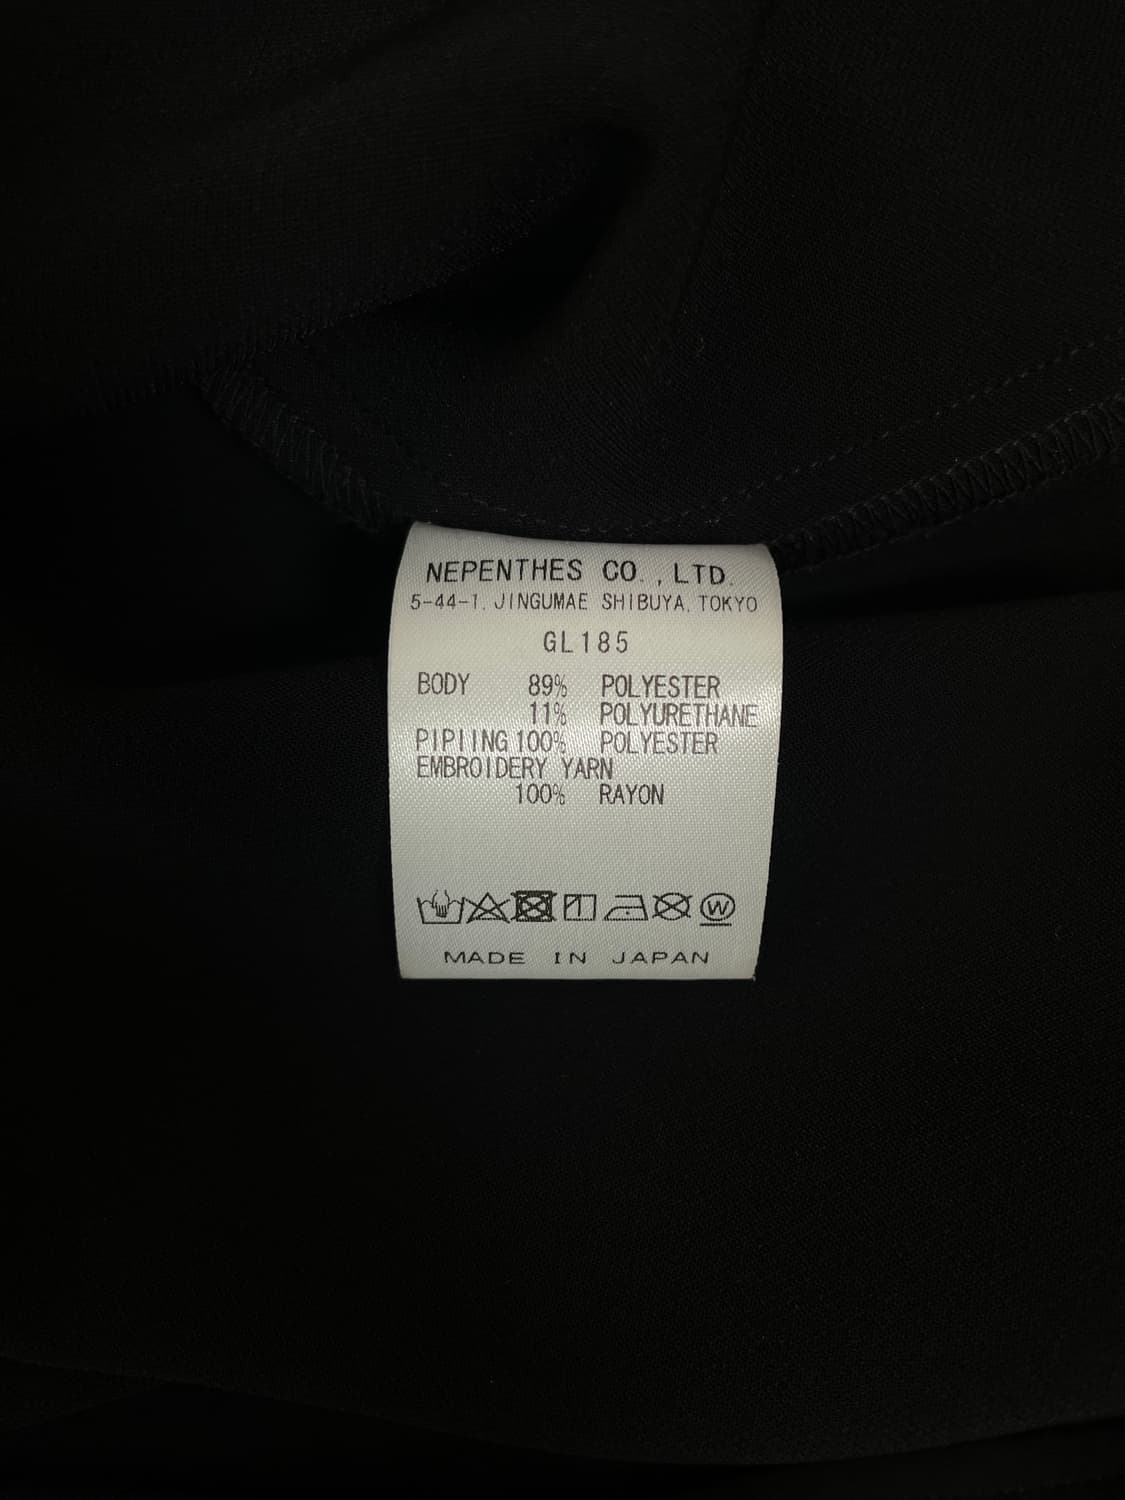 NEPENTHES CO.,LTD.
5-44-1, JINGUMAE SHIBUYA, TOKYO
GL185
BODY 89% POLYESTER
11% POLYURETHANE
PIPIING 100% POLYESTER
EMBROIDERY YARN
100% RAYON
W
MADE IN JAPAN